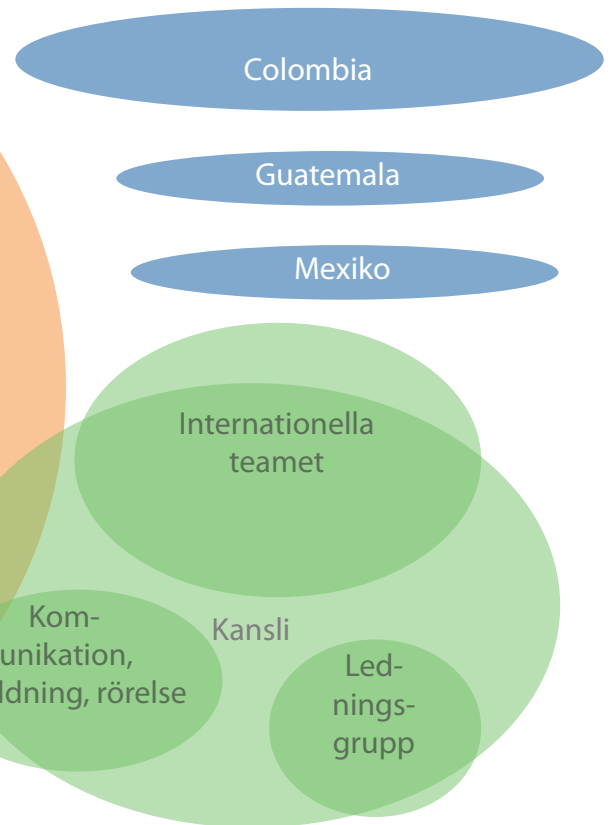 Colombia
Guatemala
Mexiko
Internationella
teamet
Kansli
Kom-
unikation,
ldning, rörelse
Led-
nings-
grupp